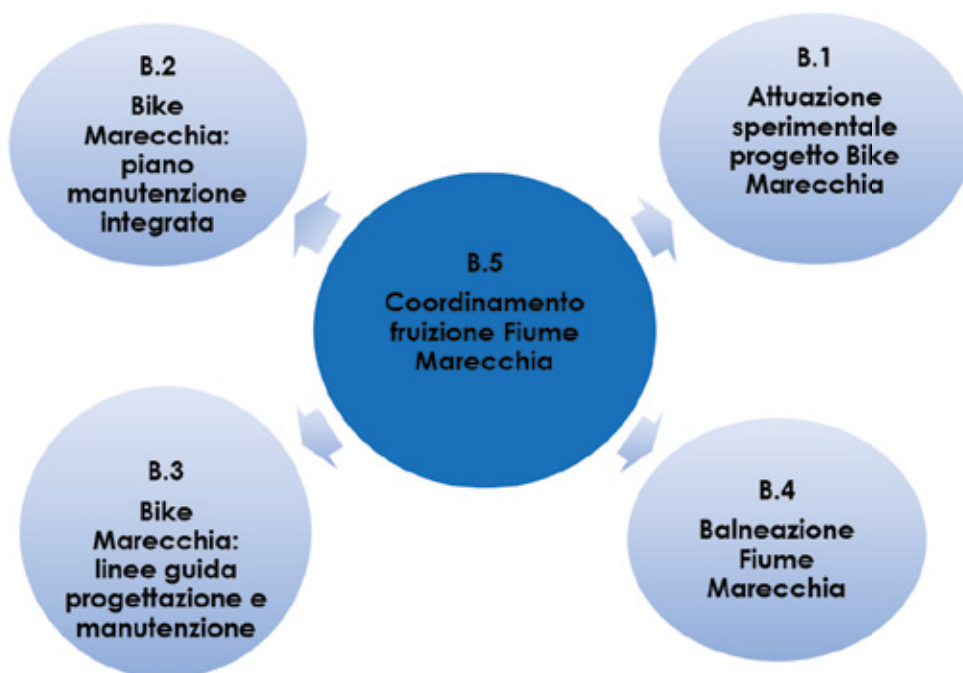 B.2
Bike
Marecchia:
piano
manutenzione
integrata
B.1
Attuazione
sperimentale
progetto Bike
Marecchia
B.5
Coordinamento
fruizione Fiume
Marecchia
B.3
Bike
Marecchia:
linee guida
progettazione e
manutenzione
B.4
Balneazione
Fiume
Marecchia